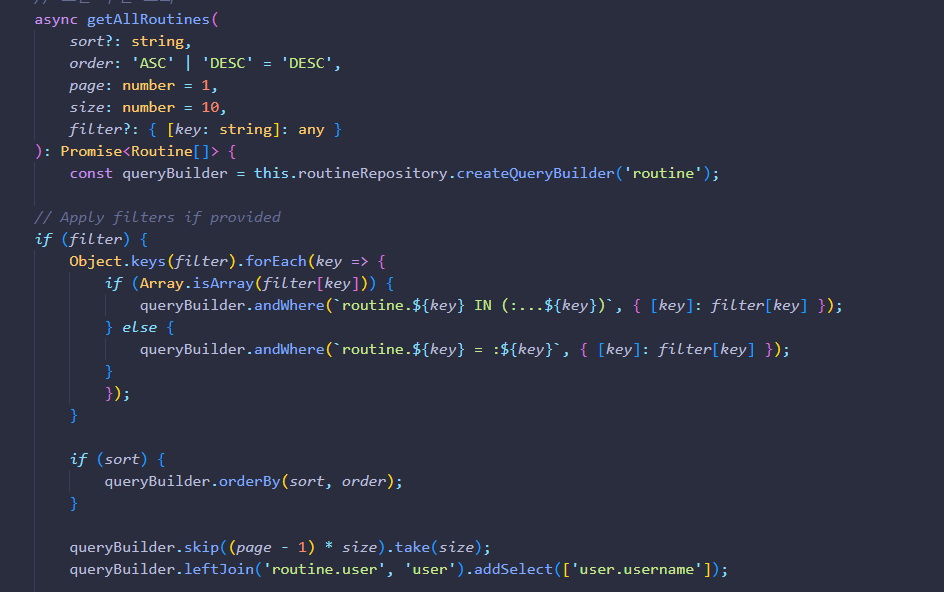 async getAllRoutines(
    sort?: string,
    order: 'ASC' | 'DESC' = 'DESC',
    page: number = 1,
    size: number = 10,
    filter?: { [key: string]: any }
): Promise<Routine[]> {
    const queryBuilder = this.routineRepository.createQueryBuilder('routine');

// Apply filters if provided
if (filter) {
    Object.keys(filter).forEach(key => {
        if (Array.isArray(filter[key])) {
            queryBuilder.andWhere(`routine.${key} IN (:...${key})`, { [key]: filter[key] });
        } else {
            queryBuilder.andWhere(`routine.${key} = :${key}`, { [key]: filter[key] });
        }
        });
    }

    if (sort) {
        queryBuilder.orderBy(sort, order);
    }

    queryBuilder.skip((page - 1) * size).take(size);
    queryBuilder.leftJoin('routine.user', 'user').addSelect(['user.username']);